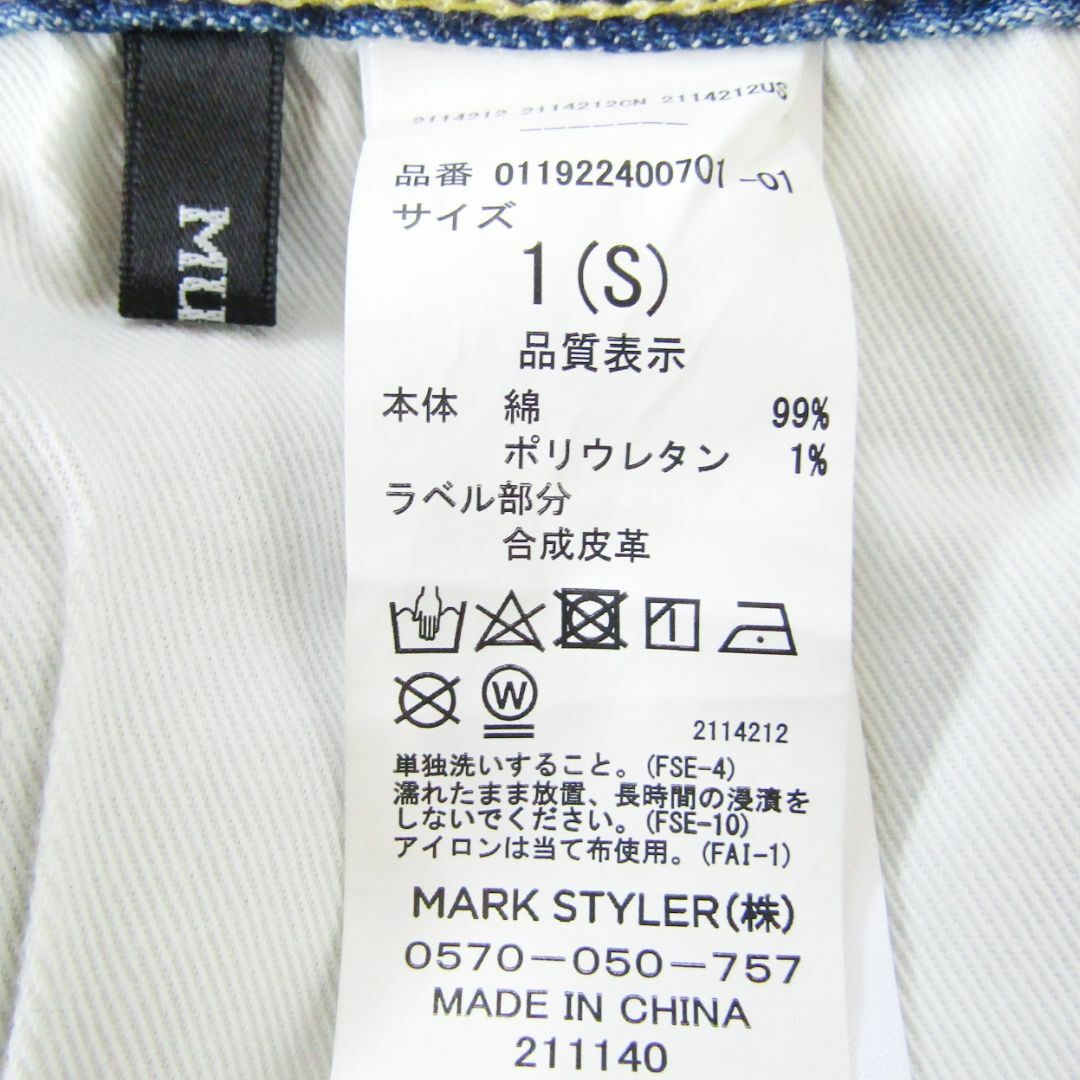 MU
2114212 2114212CN 2114212US
-------
品番 011922400701 -01
サイズ
1(S)
品質表示
本体 綿 99%
ポリウレタン 1%
ラベル部分
合成皮革
W
2114212
単独洗いすること。(FSE-4)
濡れたまま放置、長時間の浸漬を
しないでください。(FSE-10)
アイロンは当て布使用。(FAI-1)
MARK STYLER(株)
0570-050-757
MADE IN CHINA
211140